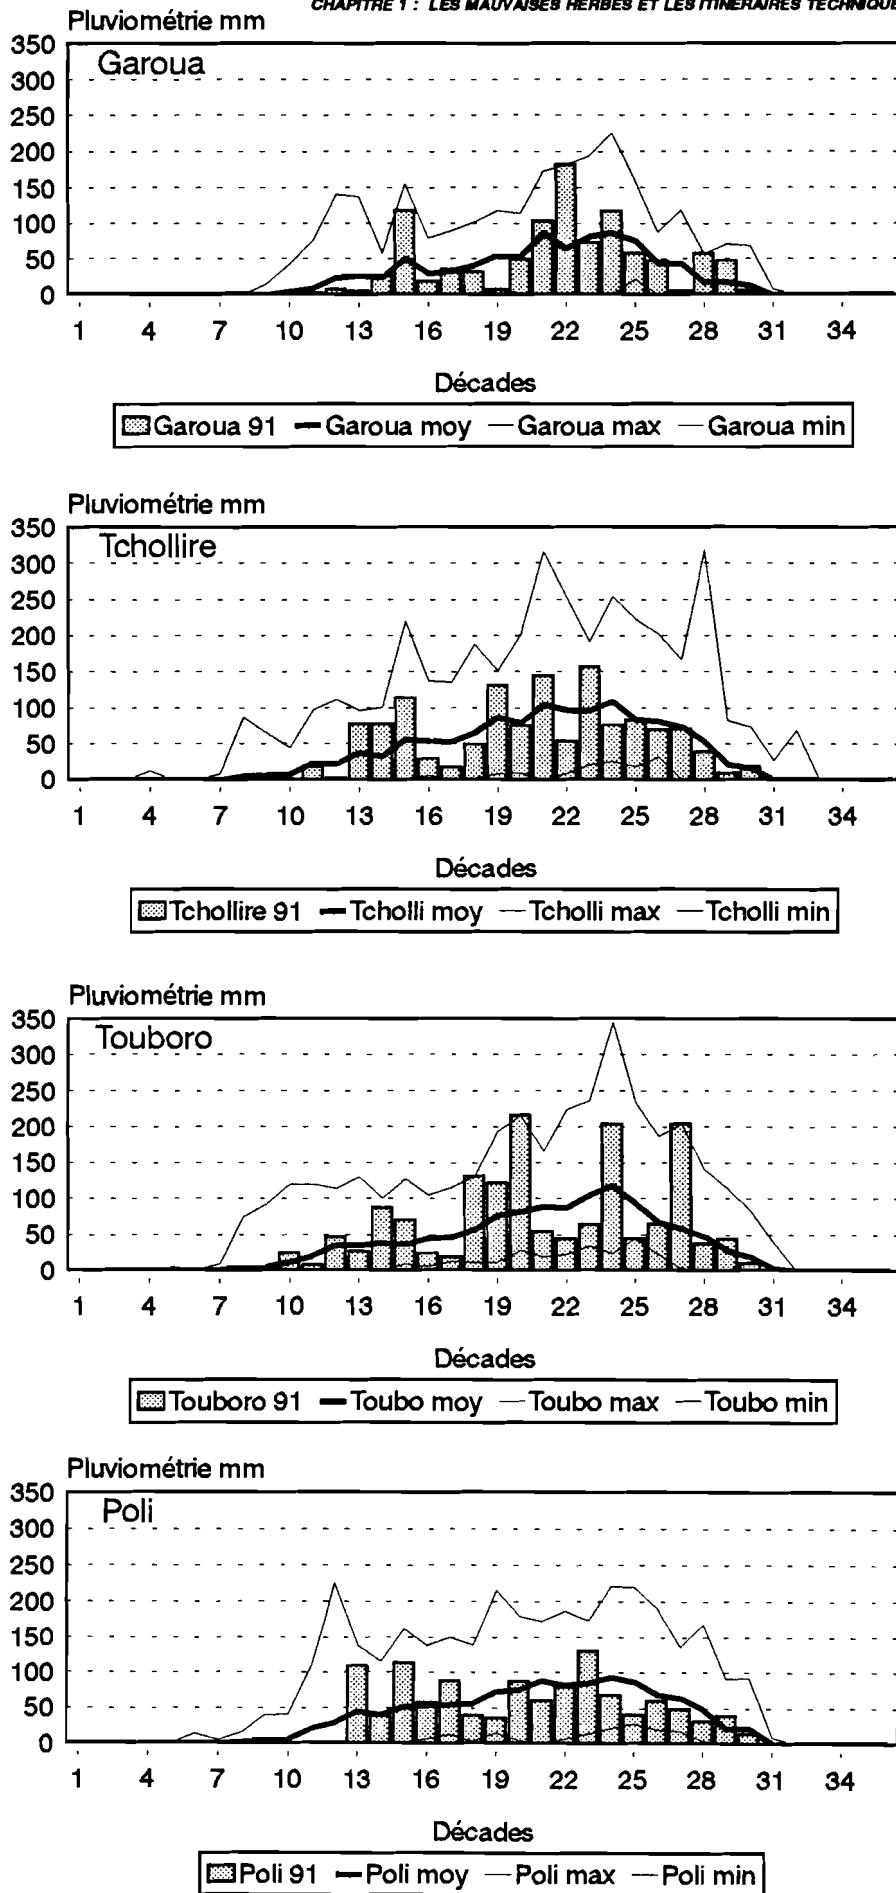 CHAPITRE 1 : LES MAUVAISES HERBES ET LES ITINERAIRES TECHNIQUE
Pluviométrie mm
Garoua
350
300
250
200
150
100
50
0
1 4 7 10 13 16 19 22 25 28 31 34
Décades
Garoua 91 Garoua moy Garoua max Garoua min
Pluviométrie mm
Tchollire
350
300
250
200
150
100
50
0
1 4 7 10 13 16 19 22 25 28 31 34
Décades
Tchollire 91 Tcholli moy Tcholli max Tcholli min
Pluviométrie mm
Touboro
350
300
250
200
150
100
50
0
1 4 7 10 13 16 19 22 25 28 31 34
Décades
Touboro 91 Toubo moy Toubo max Toubo min
Pluviométrie mm
Poli
350
300
250
200
150
100
50
0
1 4 7 10 13 16 19 22 25 28 31 34
Décades
Poli 91 Poli moy Poli max Poli min